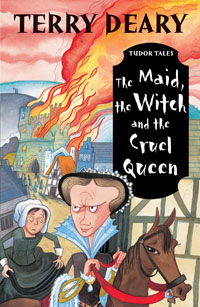 TERRY DEARY
TUDOR TALES
The Maid,
the Witch
and the
Cruel
Queen